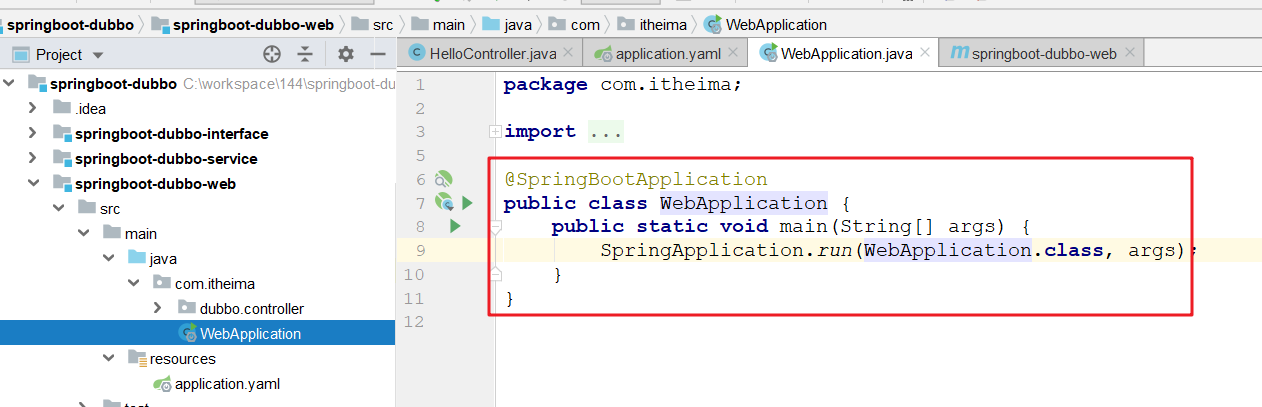 springboot-dubbo springboot-dubbo-web src main java com itheima WebApplication
Project
HelloController.java application.yaml WebApplication.java springboot-dubbo-web
springboot-dubbo C:\workspace\144\springboot-du
.idea
springboot-dubbo-interface
springboot-dubbo-service
springboot-dubbo-web
src
main
java
com.itheima
dubbo.controller
WebApplication
resources
application.yaml
1 package com.itheima;
2
3 import ...
5
6 @SpringBootApplication
7 public class WebApplication {
8 public static void main(String[] args) {
9 SpringApplication.run(WebApplication.class, args);
10 }
11 }
12